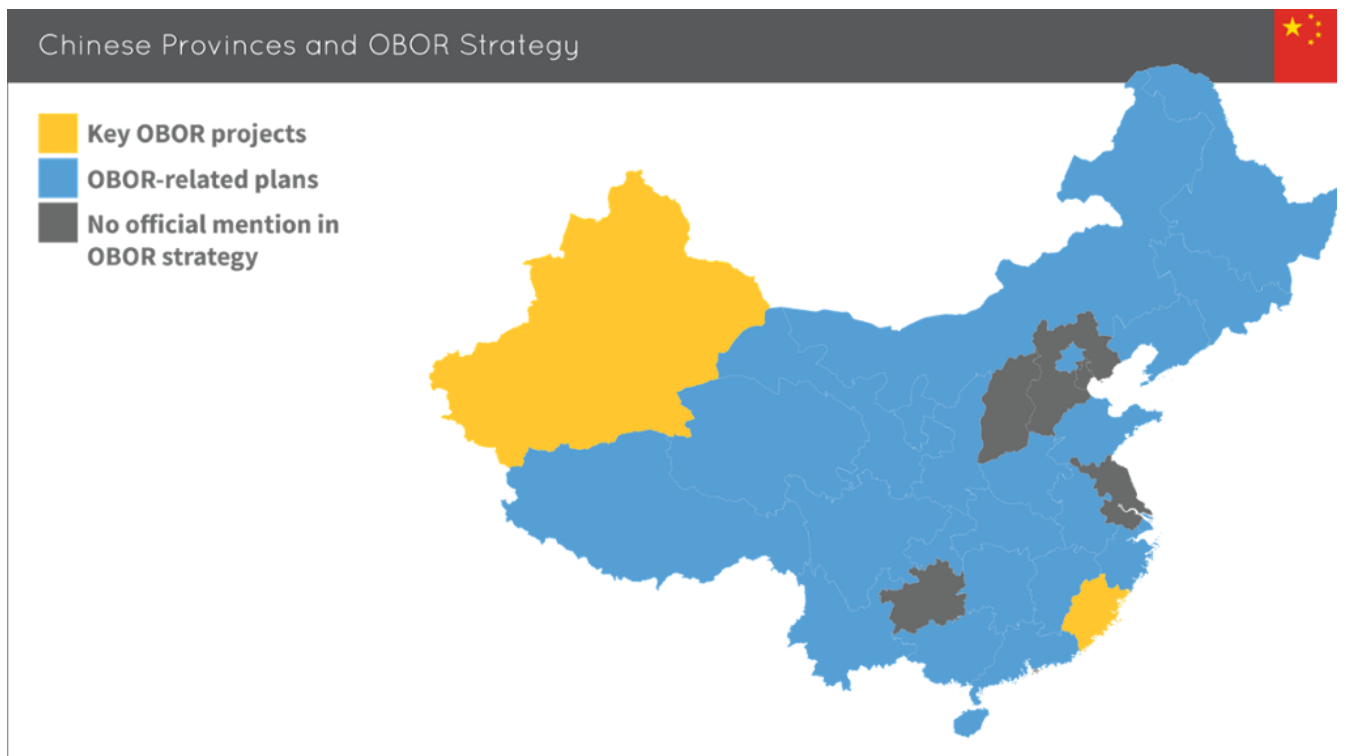 Chinese Provinces and OBOR Strategy
Key OBOR projects
OBOR-related plans
No official mention in
OBOR strategy